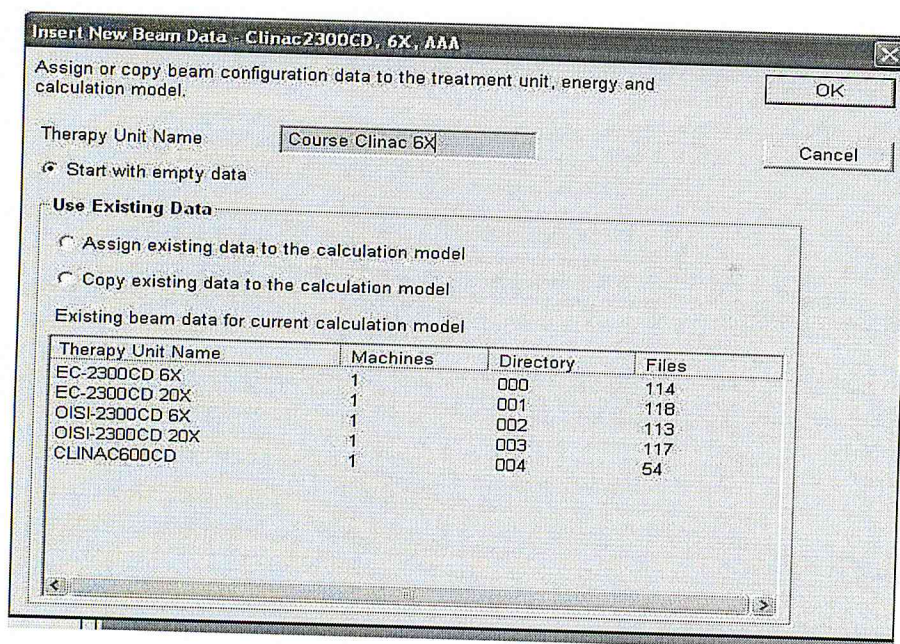 Insert New Beam Data - Clinac2300CD, 6X, AAA
Assign or copy beam configuration data to the treatment unit, energy and
calculation model.
OK
Therapy Unit Name Course Clinac 6X
Cancel
Start with empty data
Use Existing Data
Assign existing data to the calculation model
Copy existing data to the calculation model
Existing beam data for current calculation model
Therapy Unit Name Machines Directory Files
EC-2300CD 6X 1 000 114
EC-2300CD 20X 1 001 118
OISI-2300CD 6X 1 002 113
OISI-2300CD 20X 1 003 117
CLINAC600CD 1 004 54